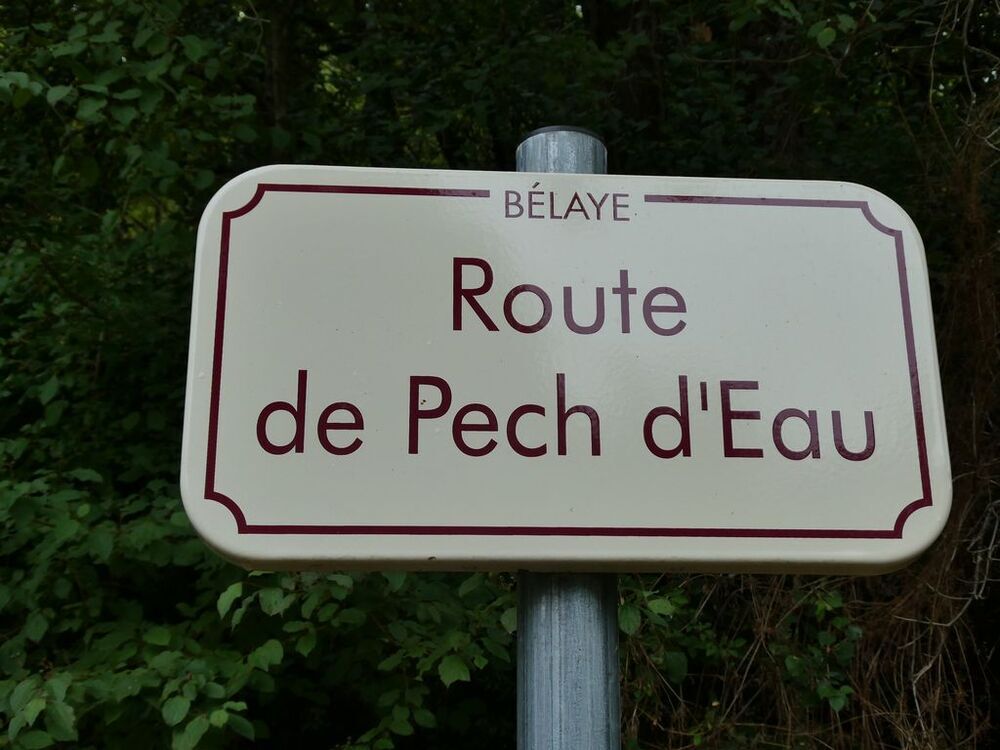 BÉLAYE
Route
de Pech d'Eau